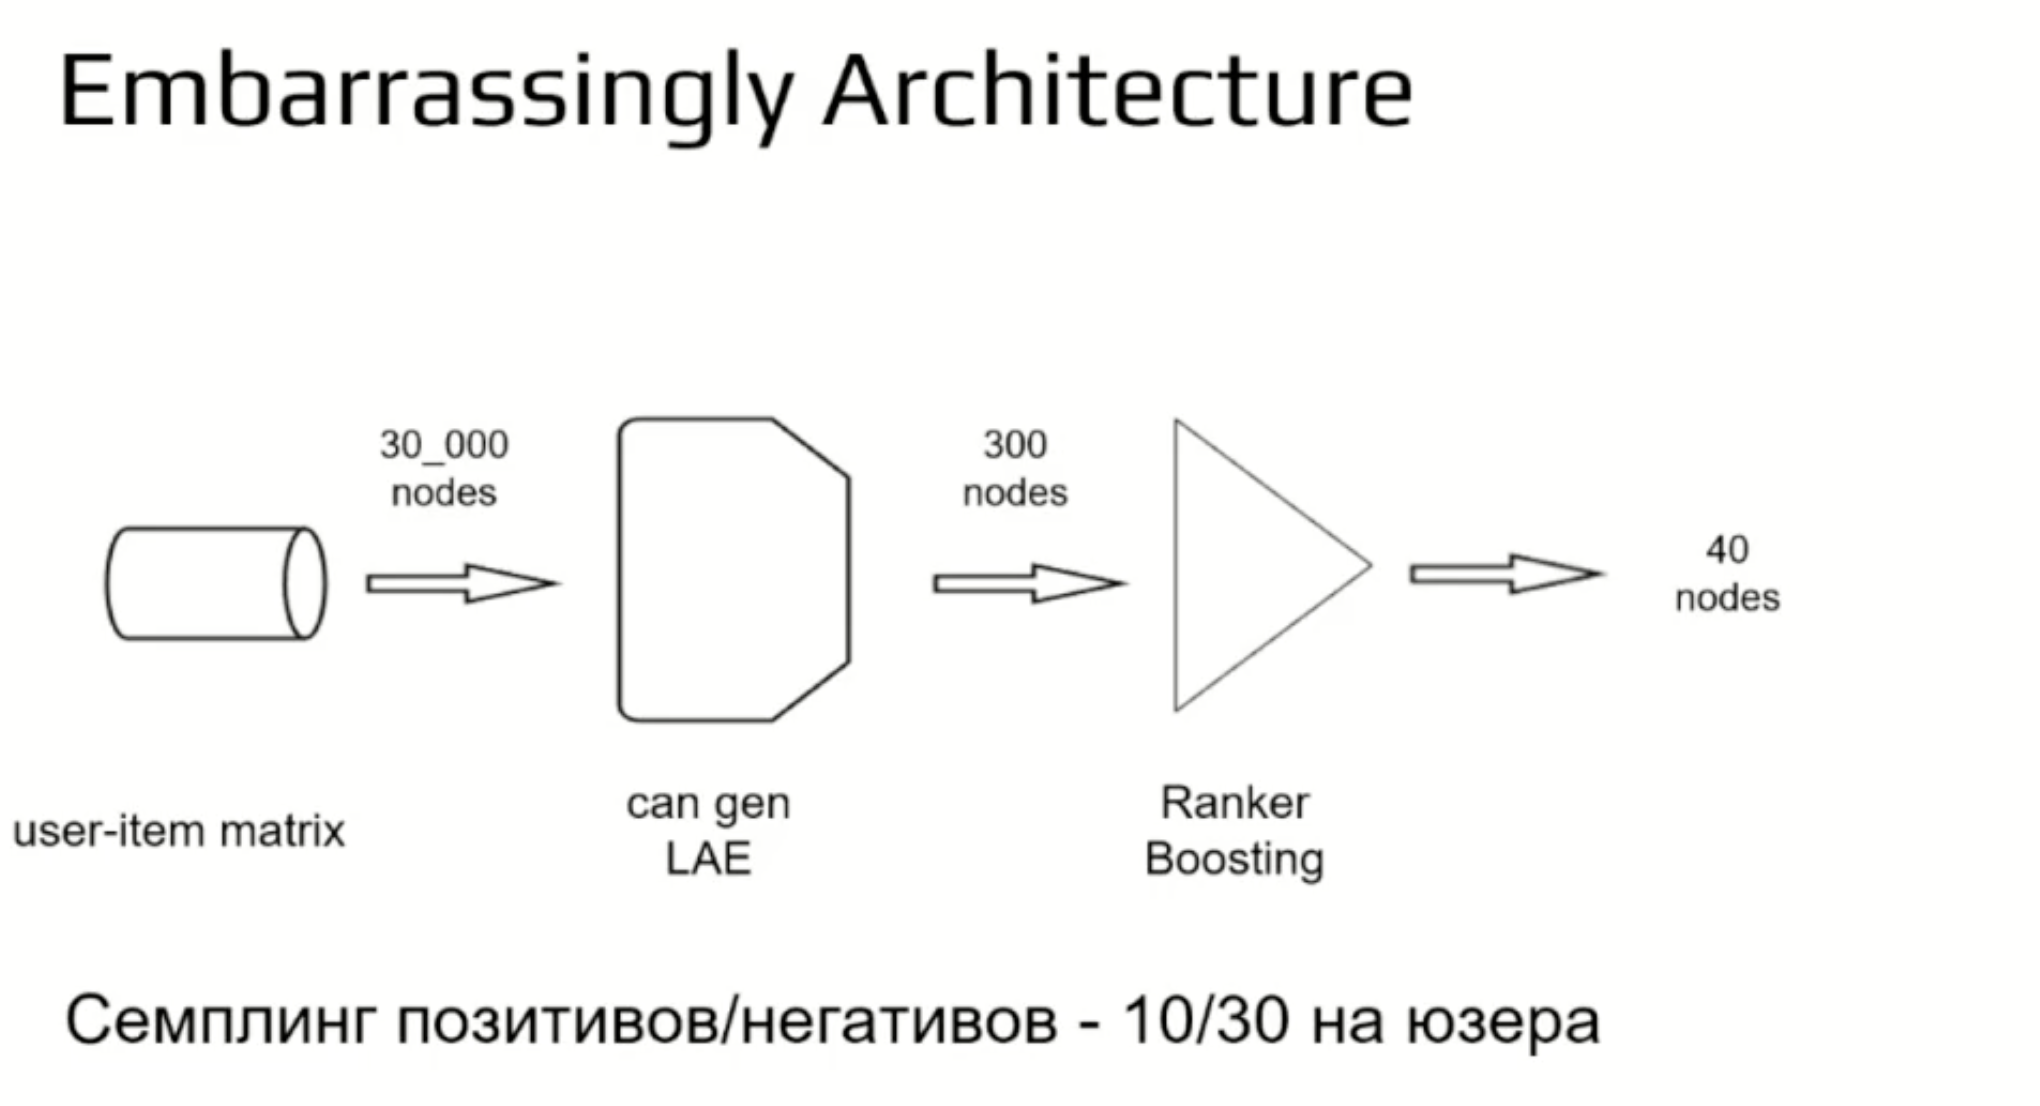 Embarrassingly Architecture
30_000
nodes
300
nodes
40
nodes
user-item matrix
can gen
LAE
Ranker
Boosting
Семплинг позитивов/негативов - 10/30 на юзера